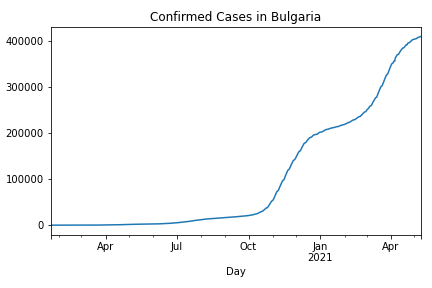 Confirmed Cases in Bulgaria
400000
300000
200000
100000
0
Apr
Jul
Oct
Jan
2021
Apr
Day